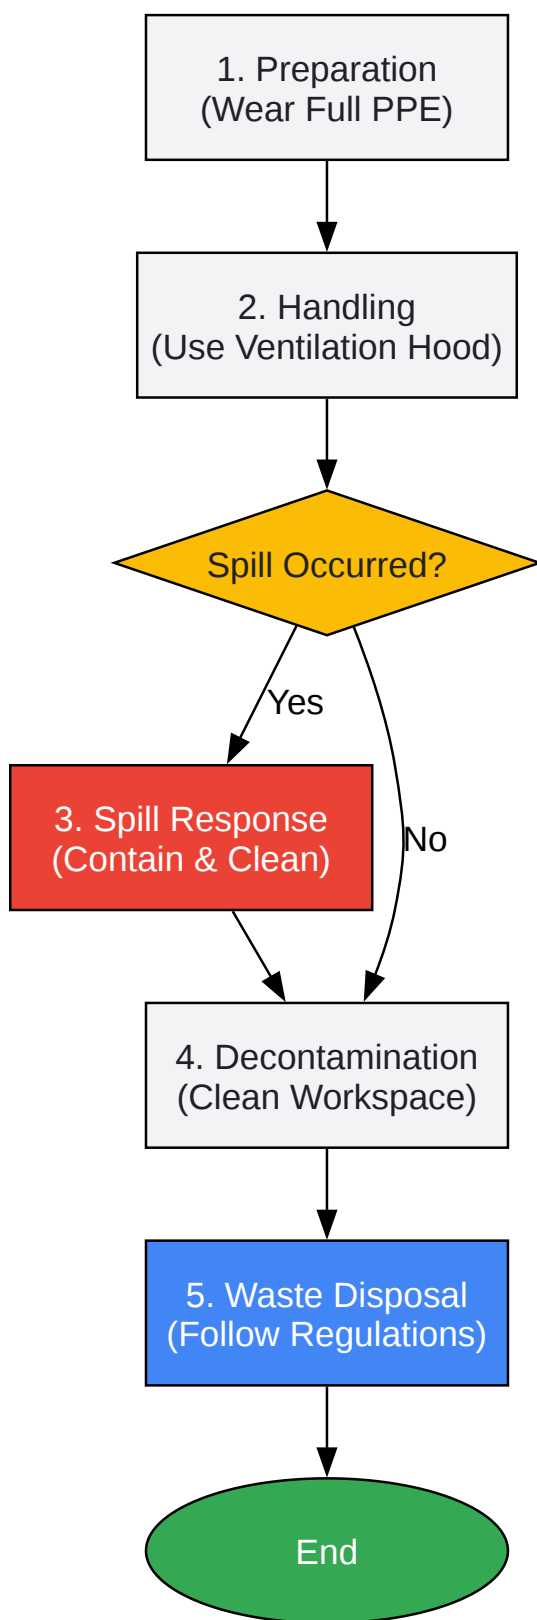 1. Preparation
(Wear Full PPE)
2. Handling
(Use Ventilation Hood)
Spill Occurred?
Yes
3. Spill Response
(Contain & Clean)
No
4. Decontamination
(Clean Workspace)
5. Waste Disposal
(Follow Regulations)
End